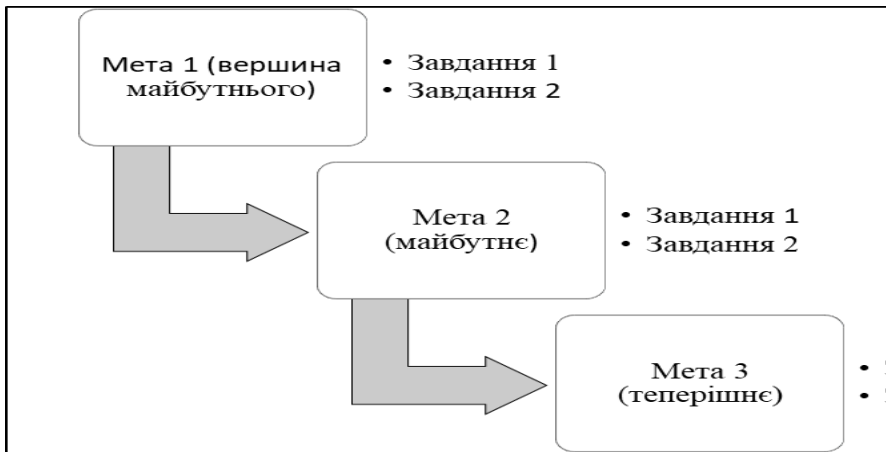 Мета 1 (вершина
майбутнього)
• Завдання 1
• Завдання 2
Мета 2
(майбутнє)
• Завдання 1
• Завдання 2
Мета 3
(теперішнє)